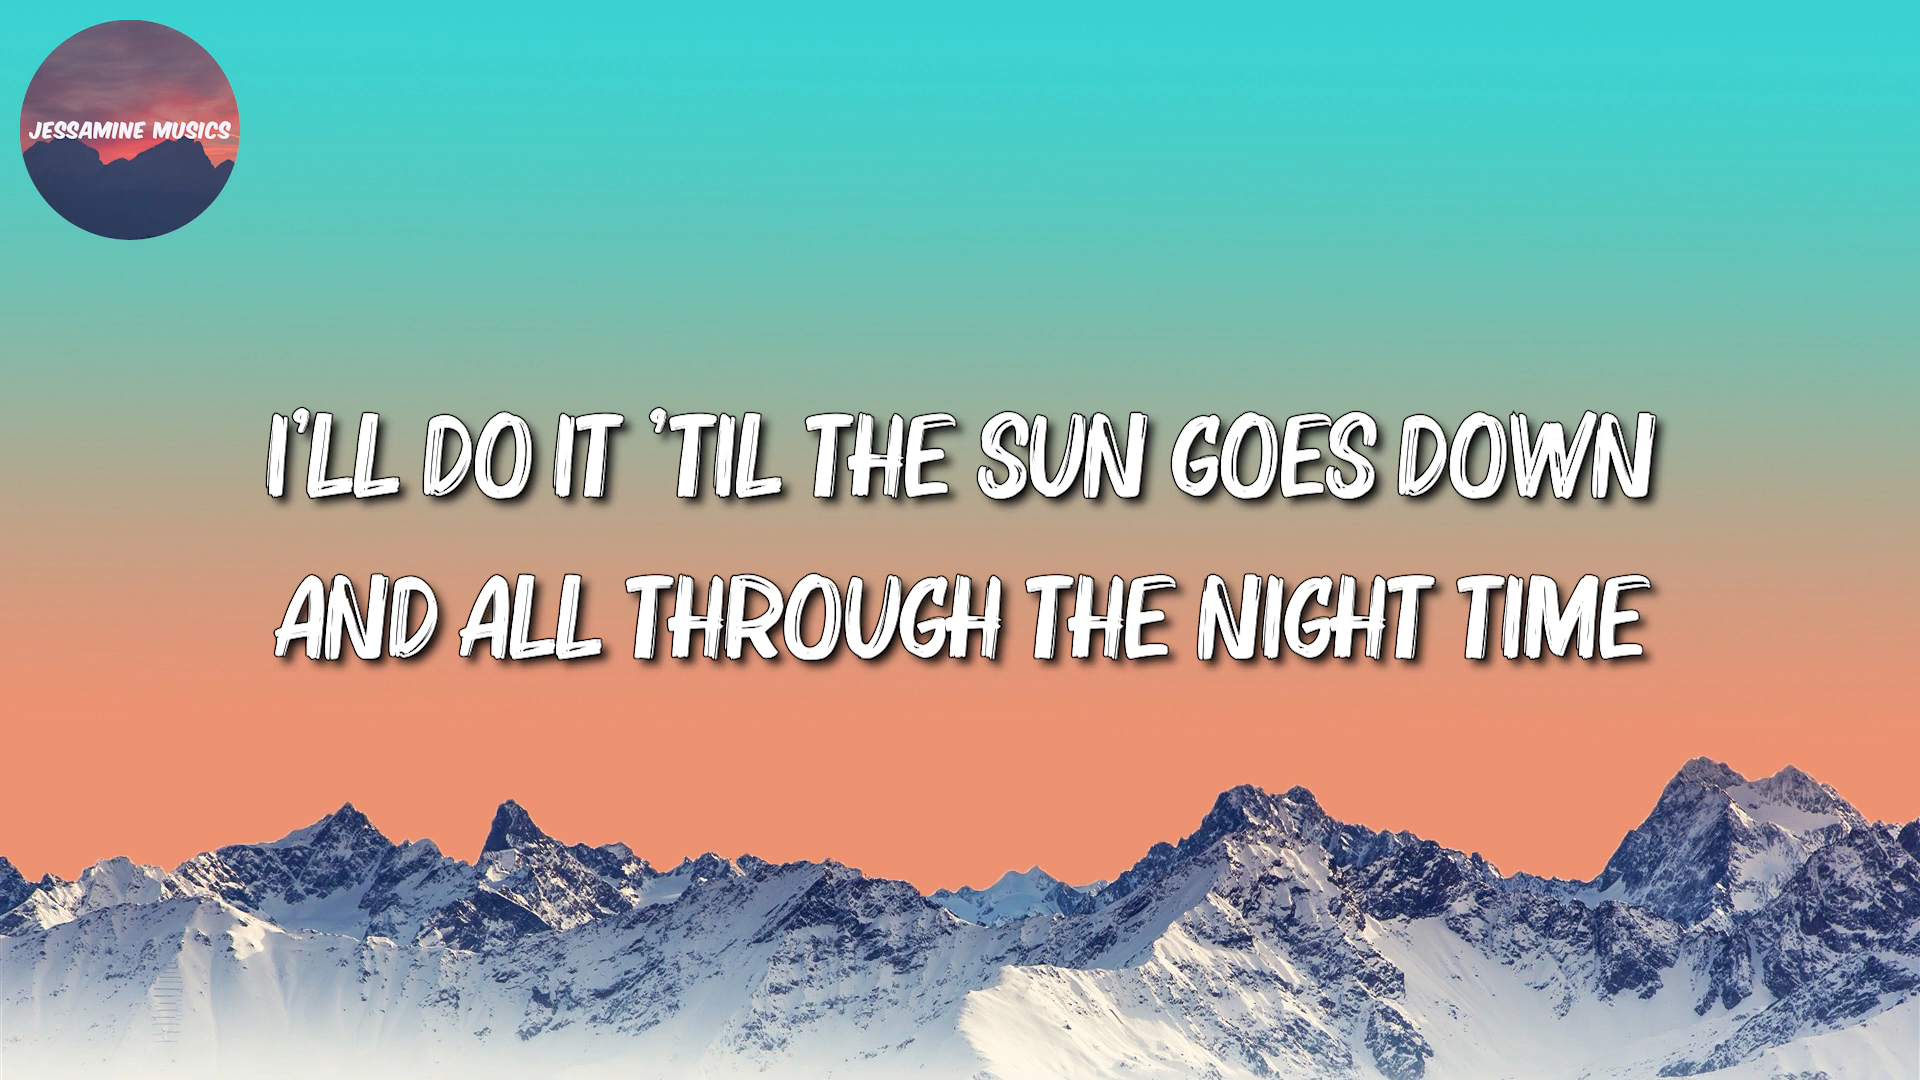 JESSAMINE MUSICS
I'LL DO IT 'TIL THE SUN GOES DOWN
AND ALL THROUGH THE NIGHT TIME